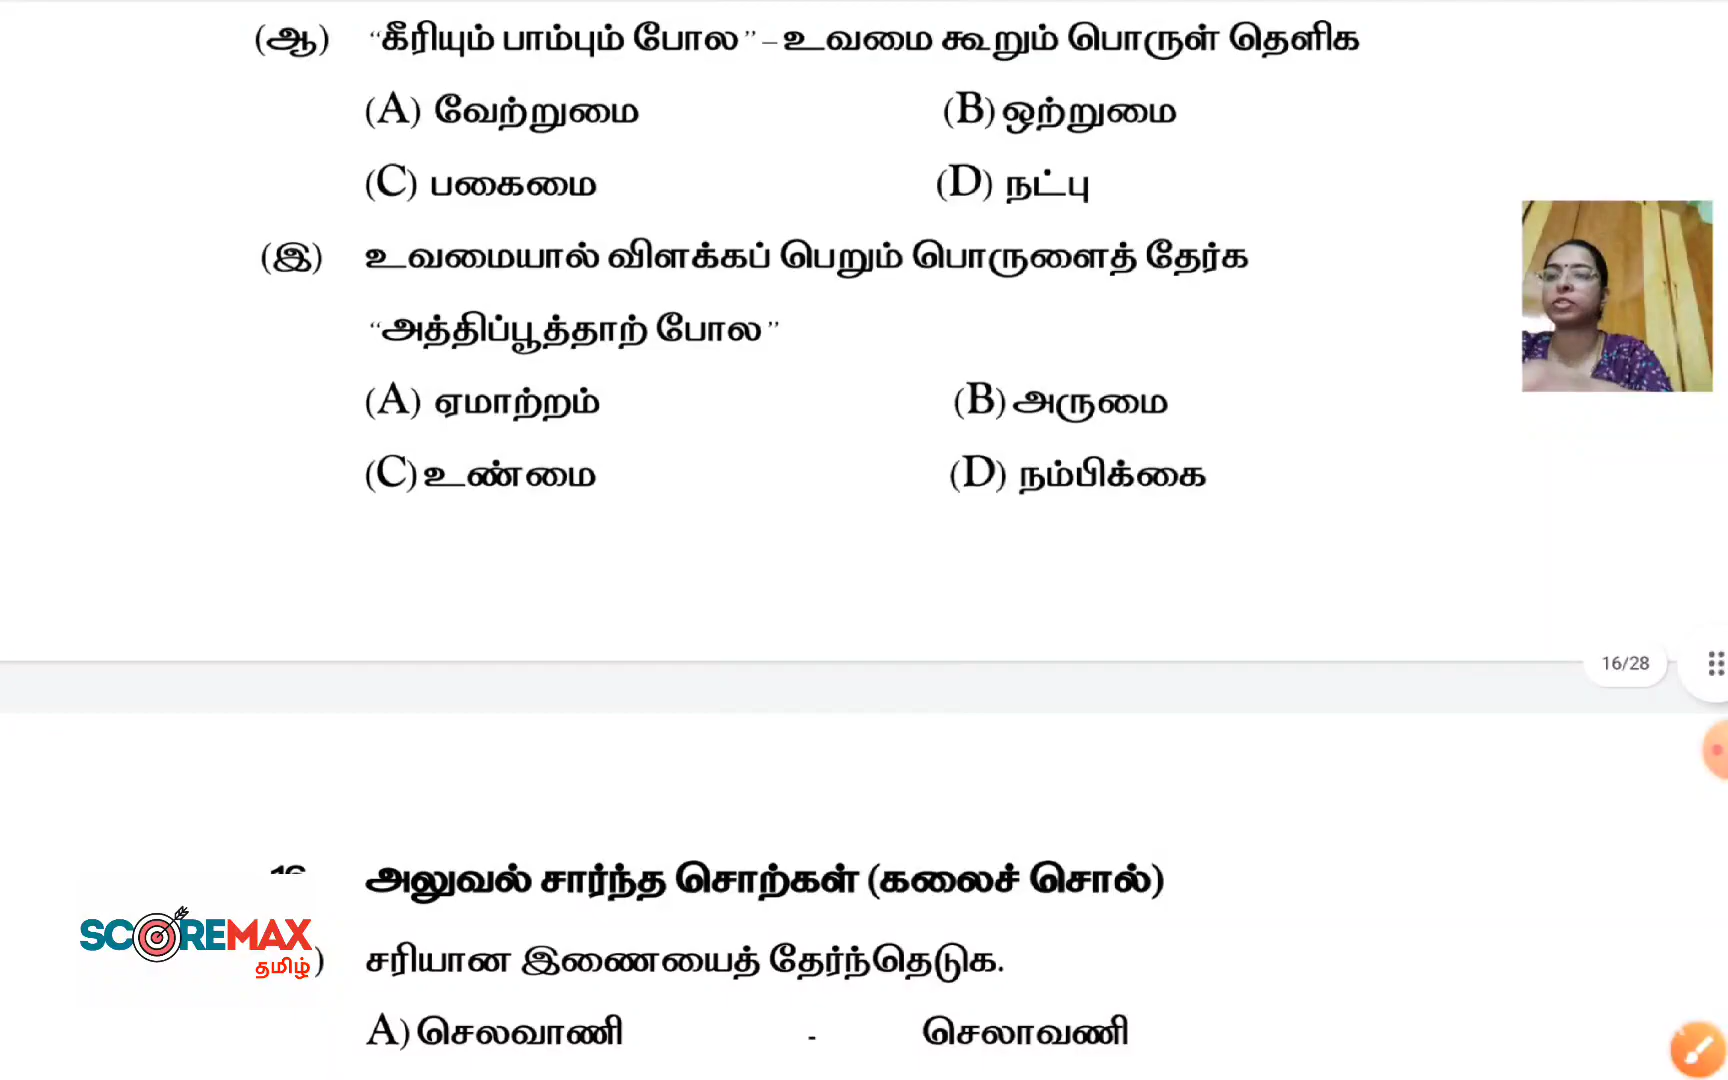 (ஆ) “கீரியும் பாம்பும் போல” – உவமை கூறும் பொருள் தெளிக
(A) வேற்றுமை (B) ஒற்றுமை
(C) பகைமை (D) நட்பு
(இ) உவமையால் விளக்கப் பெறும் பொருளைத் தேர்க
“அத்திப்பூத்தாற் போல”
(A) ஏமாற்றம் (B) அருமை
(C) உண்மை (D) நம்பிக்கை
16/28
அலுவல் சார்ந்த சொற்கள் (கலைச் சொல்)
SCOREMAX
தமிழ்
) சரியான இணையைத் தேர்ந்தெடுக.
A) செலவாணி - செலாவணி